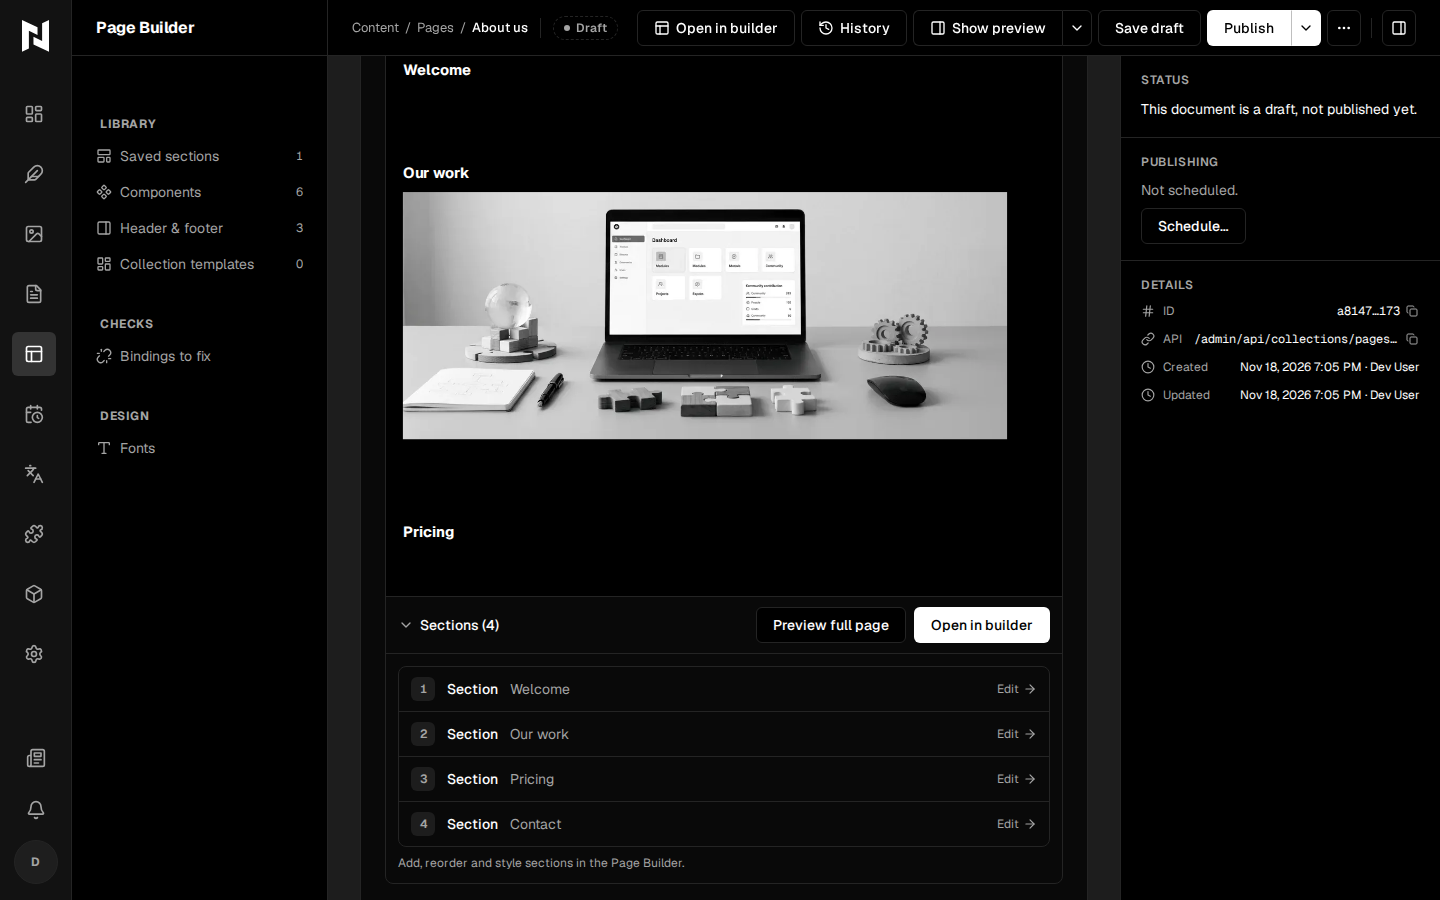 Page Builder
Content / Pages / About us
Draft
Open in builder
History
Show preview
Save draft
Publish
LIBRARY
Saved sections 1
Components 6
Header & footer 3
Collection templates 0
CHECKS
Bindings to fix
DESIGN
Fonts
D
Welcome
Our work
Dashboard
Pricing
Sections (4)
Preview full page
Open in builder
1 Section Welcome Edit
2 Section Our work Edit
3 Section Pricing Edit
4 Section Contact Edit
Add, reorder and style sections in the Page Builder.
STATUS
This document is a draft, not published yet.
PUBLISHING
Not scheduled.
Schedule...
DETAILS
ID a8147…173
API /admin/api/collections/pages…
Created Nov 18, 2026 7:05 PM · Dev User
Updated Nov 18, 2026 7:05 PM · Dev User